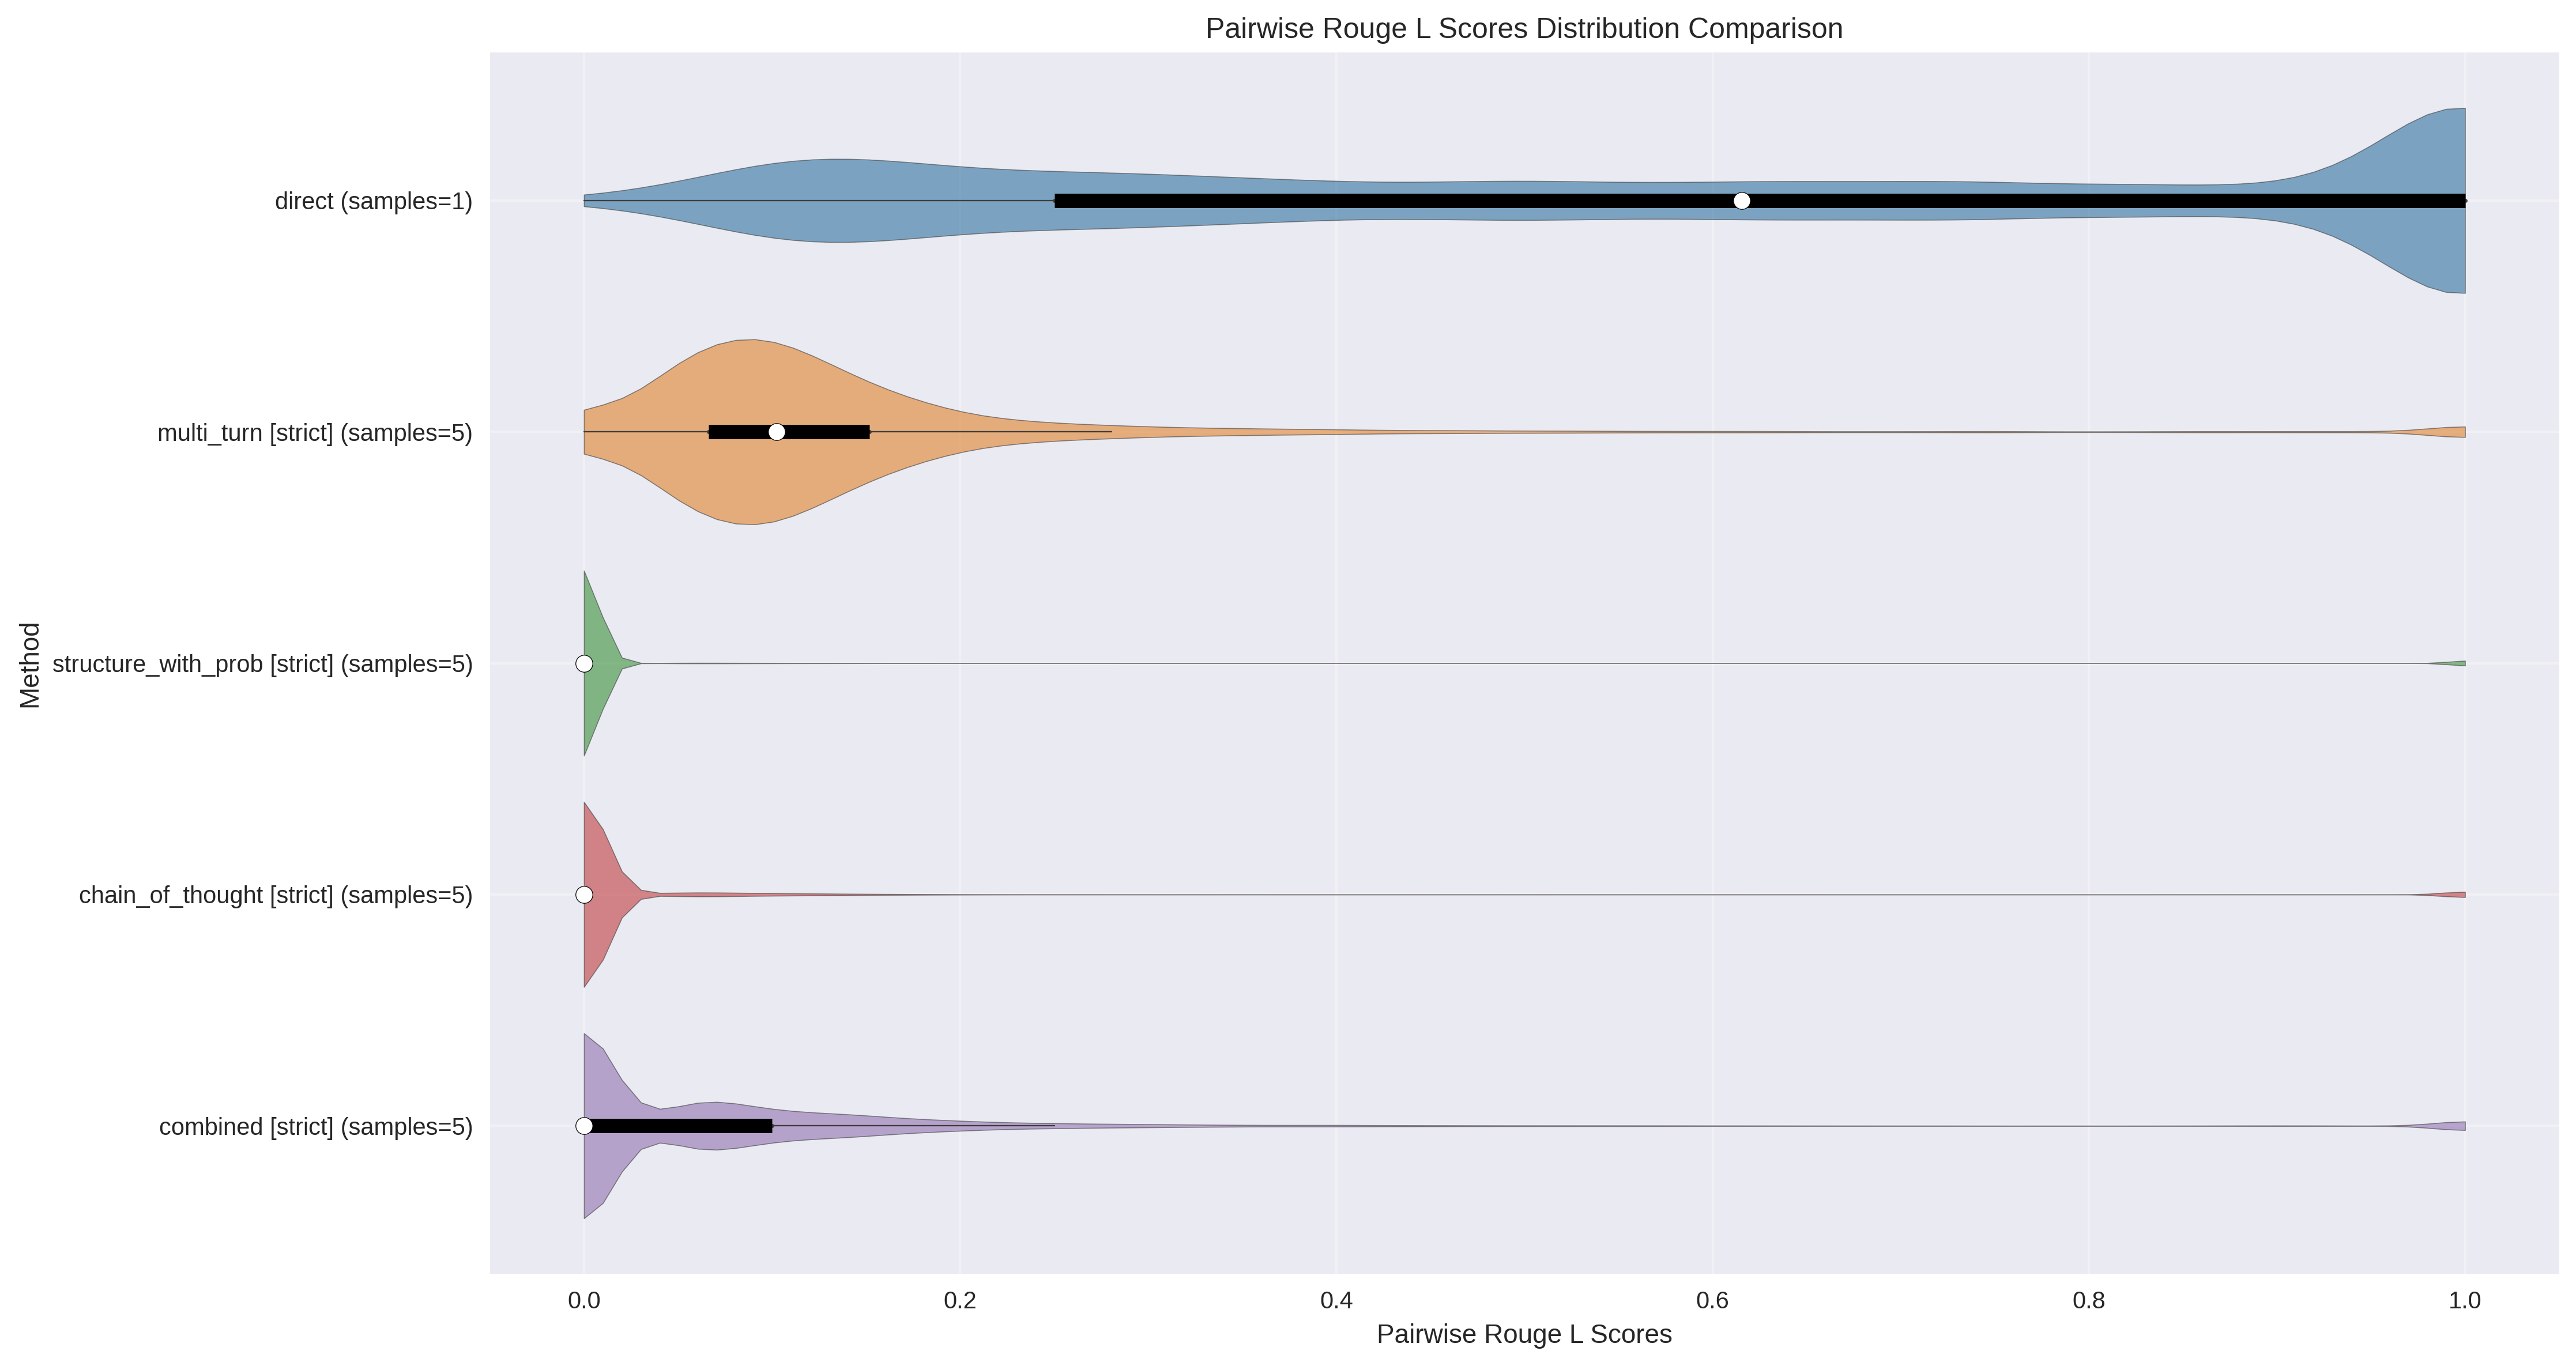 Pairwise Rouge L Scores Distribution Comparison
direct (samples=1)
multi_turn [strict] (samples=5)
structure_with_prob [strict] (samples=5)
chain_of_thought [strict] (samples=5)
combined [strict] (samples=5)
Method
0.0 0.2 0.4 0.6 0.8 1.0
Pairwise Rouge L Scores